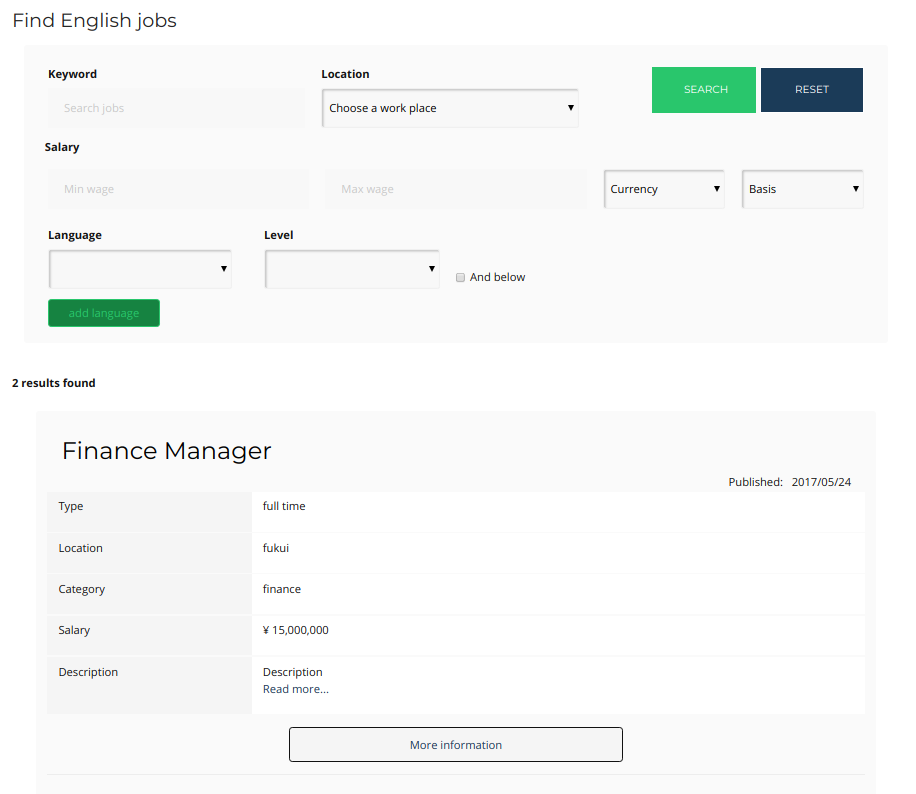 Find English jobs
Keyword Location
Search jobs Choose a work place SEARCH RESET
Salary
Min wage Max wage Currency Basis
Language Level
And below
add language
2 results found
Finance Manager
Published: 2017/05/24
Type full time
Location fukui
Category finance
Salary ¥ 15,000,000
Description Description
Read more...
More information